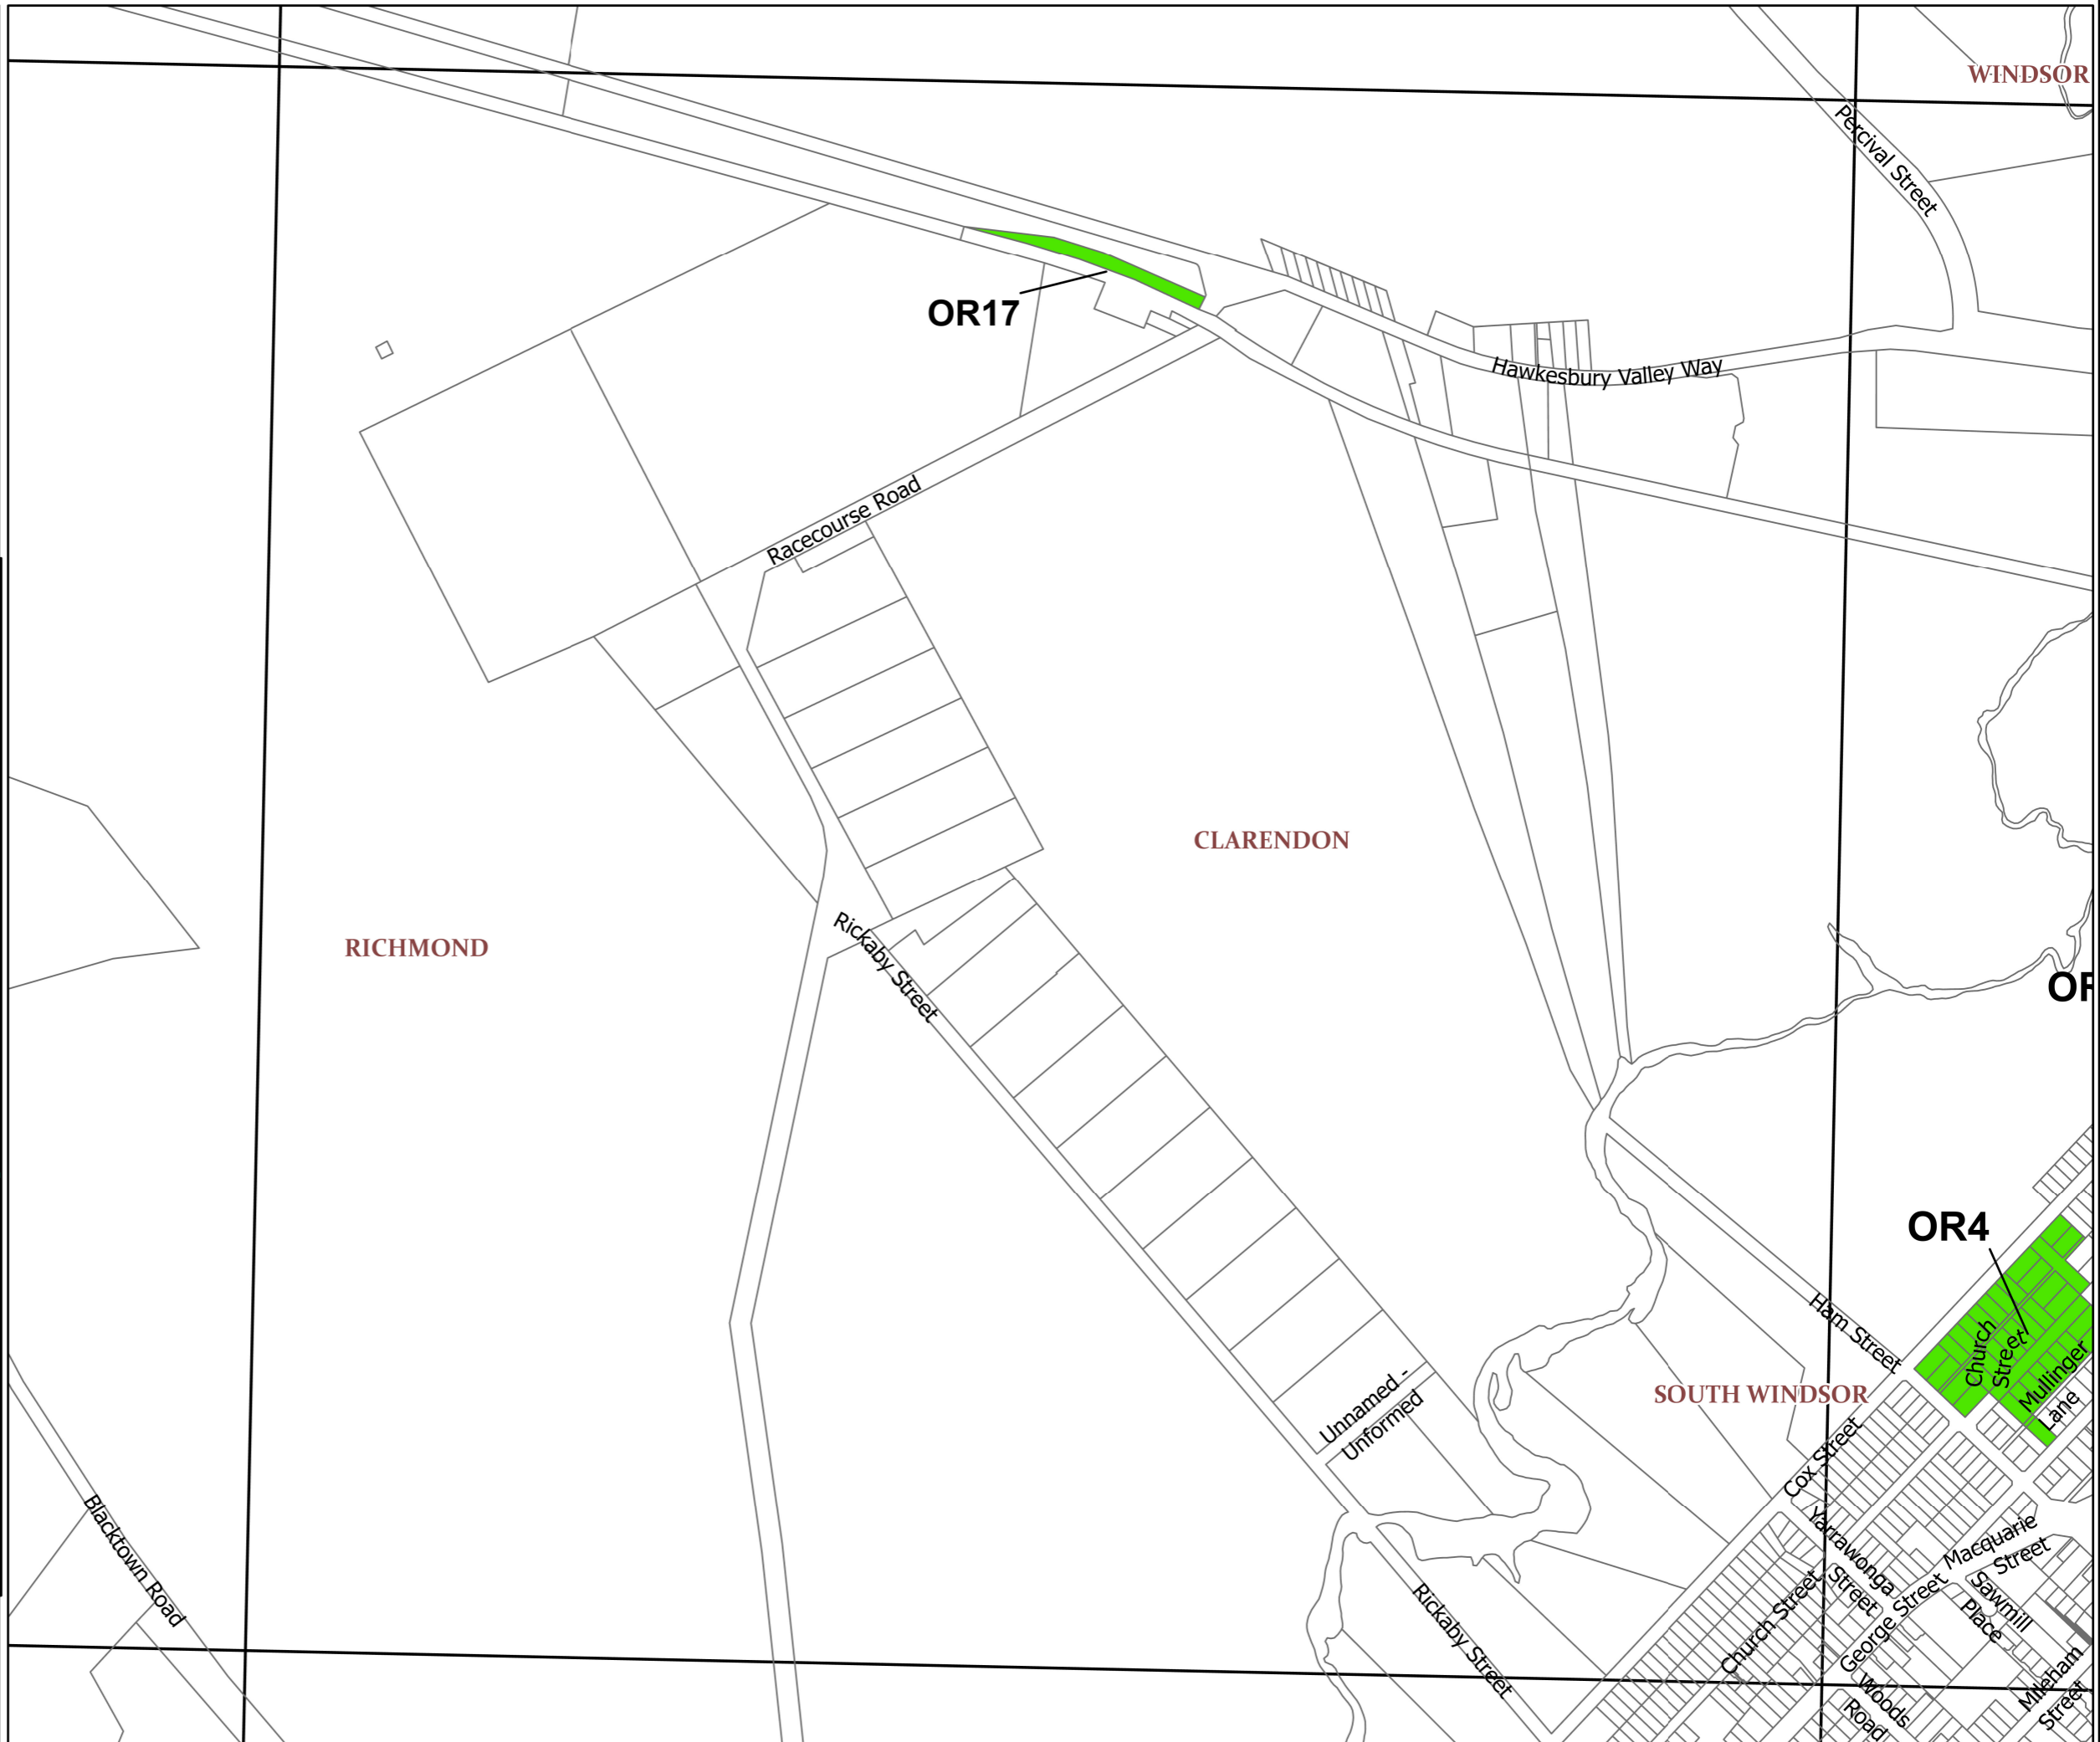 WINDSOR
Percival Street
OR17
Hawkesbury Valley Way
Racecourse Road
CLARENDON
RICHMOND
Rickaby Street
OR
OR4
Ham Street
Church
Street
Mullinger
Lane
SOUTH WINDSOR
Unnamed -
Unformed
Cox Street
Blacktown Road
Yarrawonga
Street
Macquarie
Street
Sawmill
Place
Rickaby Street
Church Street
George Street
Mileham
Street
Woods
Road